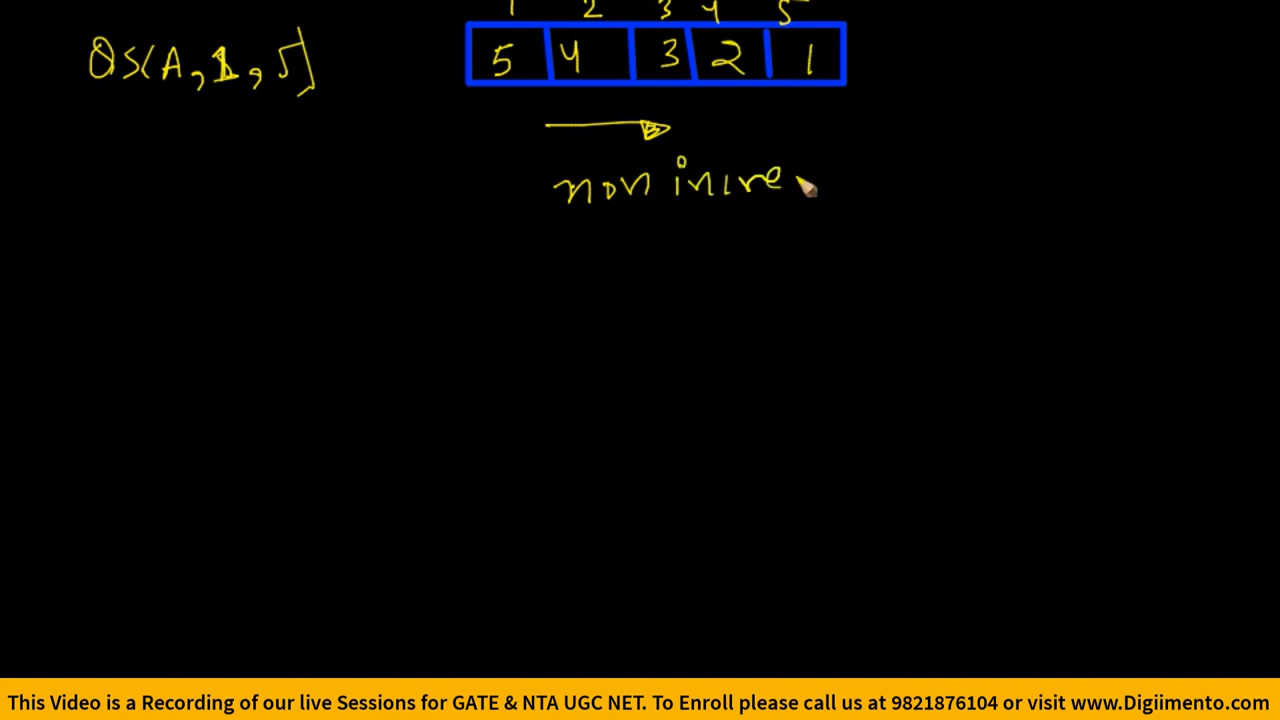 1 2 3 4 5
QS(A,1,5)
5 4 3 2 1
non incre
This Video is a Recording of our live Sessions for GATE & NTA UGC NET. To Enroll please call us at 9821876104 or visit www.Digiimento.com